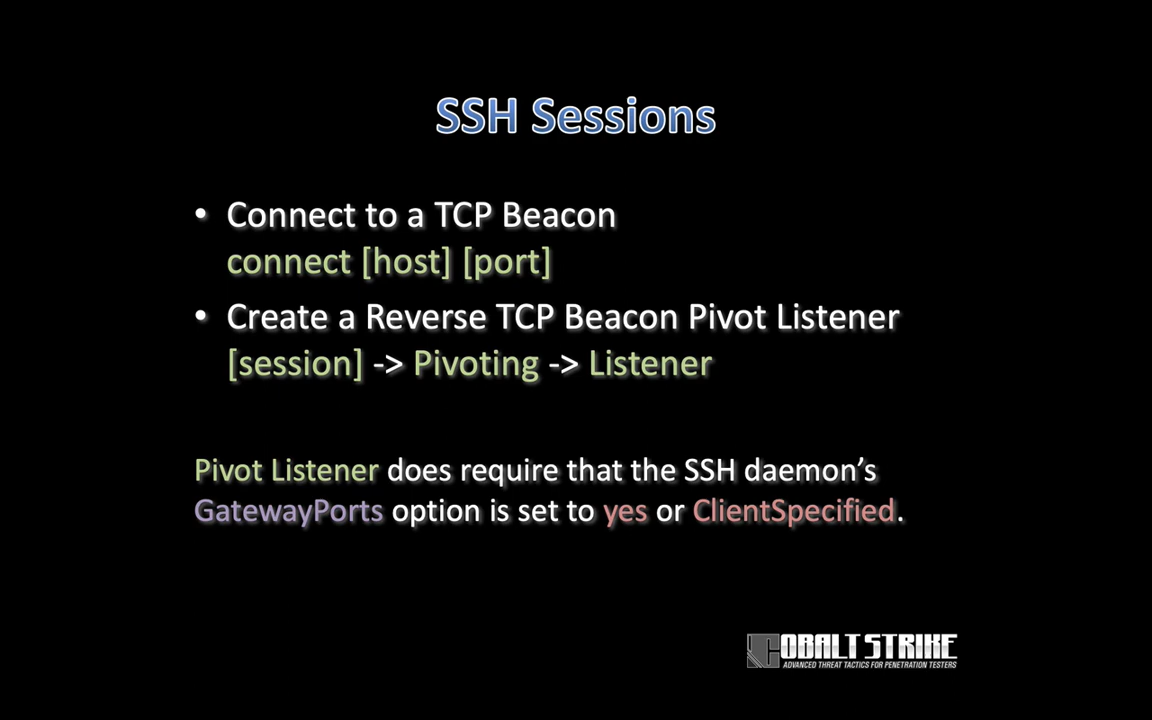 SSH Sessions
• Connect to a TCP Beacon
connect [host] [port]
• Create a Reverse TCP Beacon Pivot Listener
[session] -> Pivoting -> Listener
Pivot Listener does require that the SSH daemon’s
GatewayPorts option is set to yes or ClientSpecified.
COBALT STRIKE
ADVANCED THREAT TACTICS FOR PENETRATION TESTERS